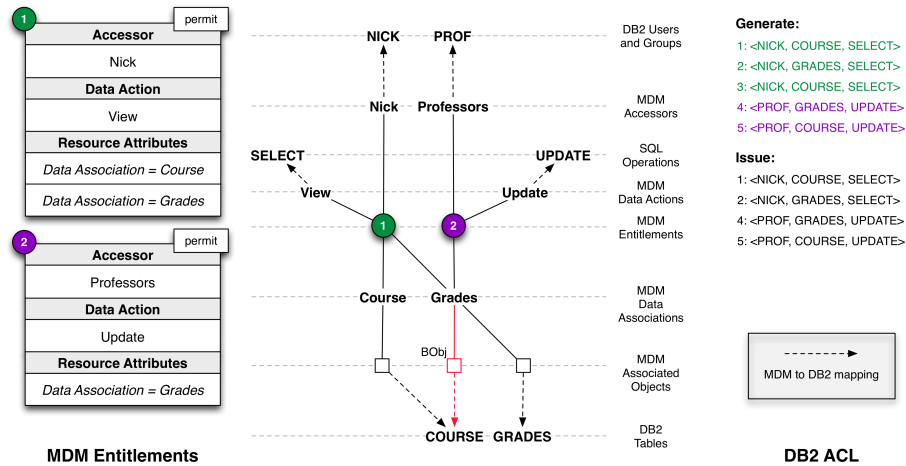 1
permit
Accessor
Nick
Data Action
View
Resource Attributes
Data Association = Course
Data Association = Grades
2
permit
Accessor
Professors
Data Action
Update
Resource Attributes
Data Association = Grades
MDM Entitlements
NICK
PROF
DB2 Users
and Groups
Nick
Professors
MDM
Accessors
SELECT
UPDATE
SQL
Operations
View
Update
MDM
Data Actions
1
2
MDM
Entitlements
Course
Grades
MDM
Data
Associations
BObj
MDM
Associated
Objects
COURSE
GRADES
DB2
Tables
Generate:
1: <NICK, COURSE, SELECT>
2: <NICK, GRADES, SELECT>
3: <NICK, COURSE, SELECT>
4: <PROF, GRADES, UPDATE>
5: <PROF, COURSE, UPDATE>
Issue:
1: <NICK, COURSE, SELECT>
2: <NICK, GRADES, SELECT>
4: <PROF, GRADES, UPDATE>
5: <PROF, COURSE, UPDATE>
MDM to DB2 mapping
DB2 ACL